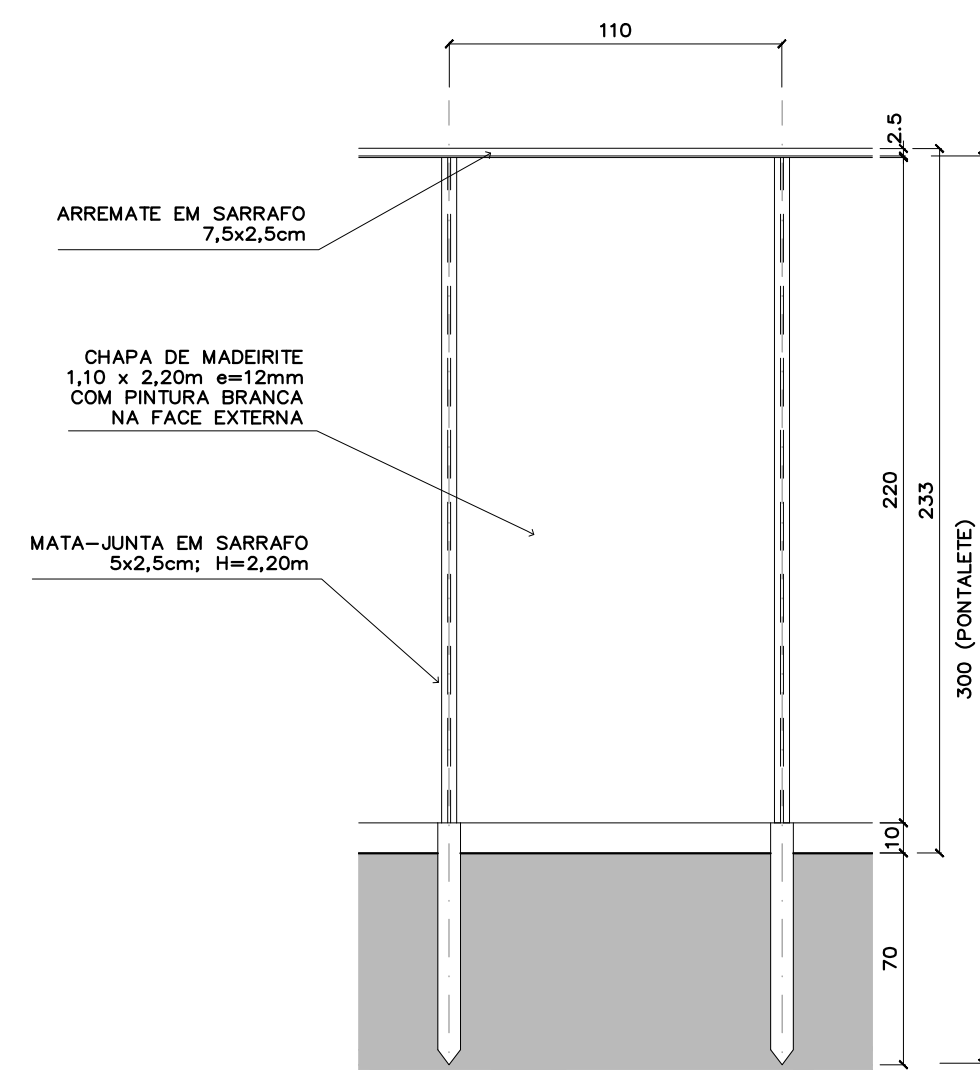 110
2.5
ARREMATE EM SARRAFO
7,5x2,5cm
CHAPA DE MADEIRITE
1,10 x 2,20m e=12mm
COM PINTURA BRANCA
NA FACE EXTERNA
220
233
300 (PONTALETE)
MATA-JUNTA EM SARRAFO
5x2,5cm; H=2,20m
10
70